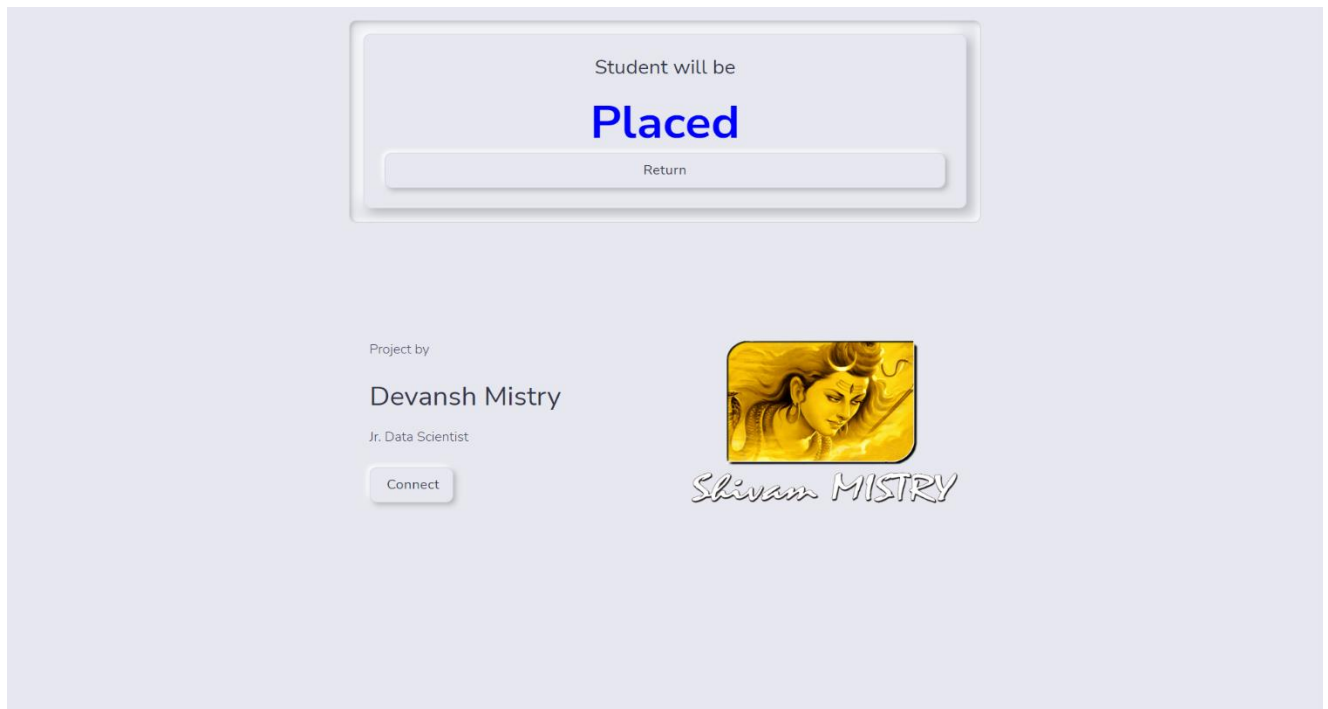 Student will be
Placed
Return
Project by
Devansh Mistry
Jr. Data Scientist
Connect
Shivam MISTRY